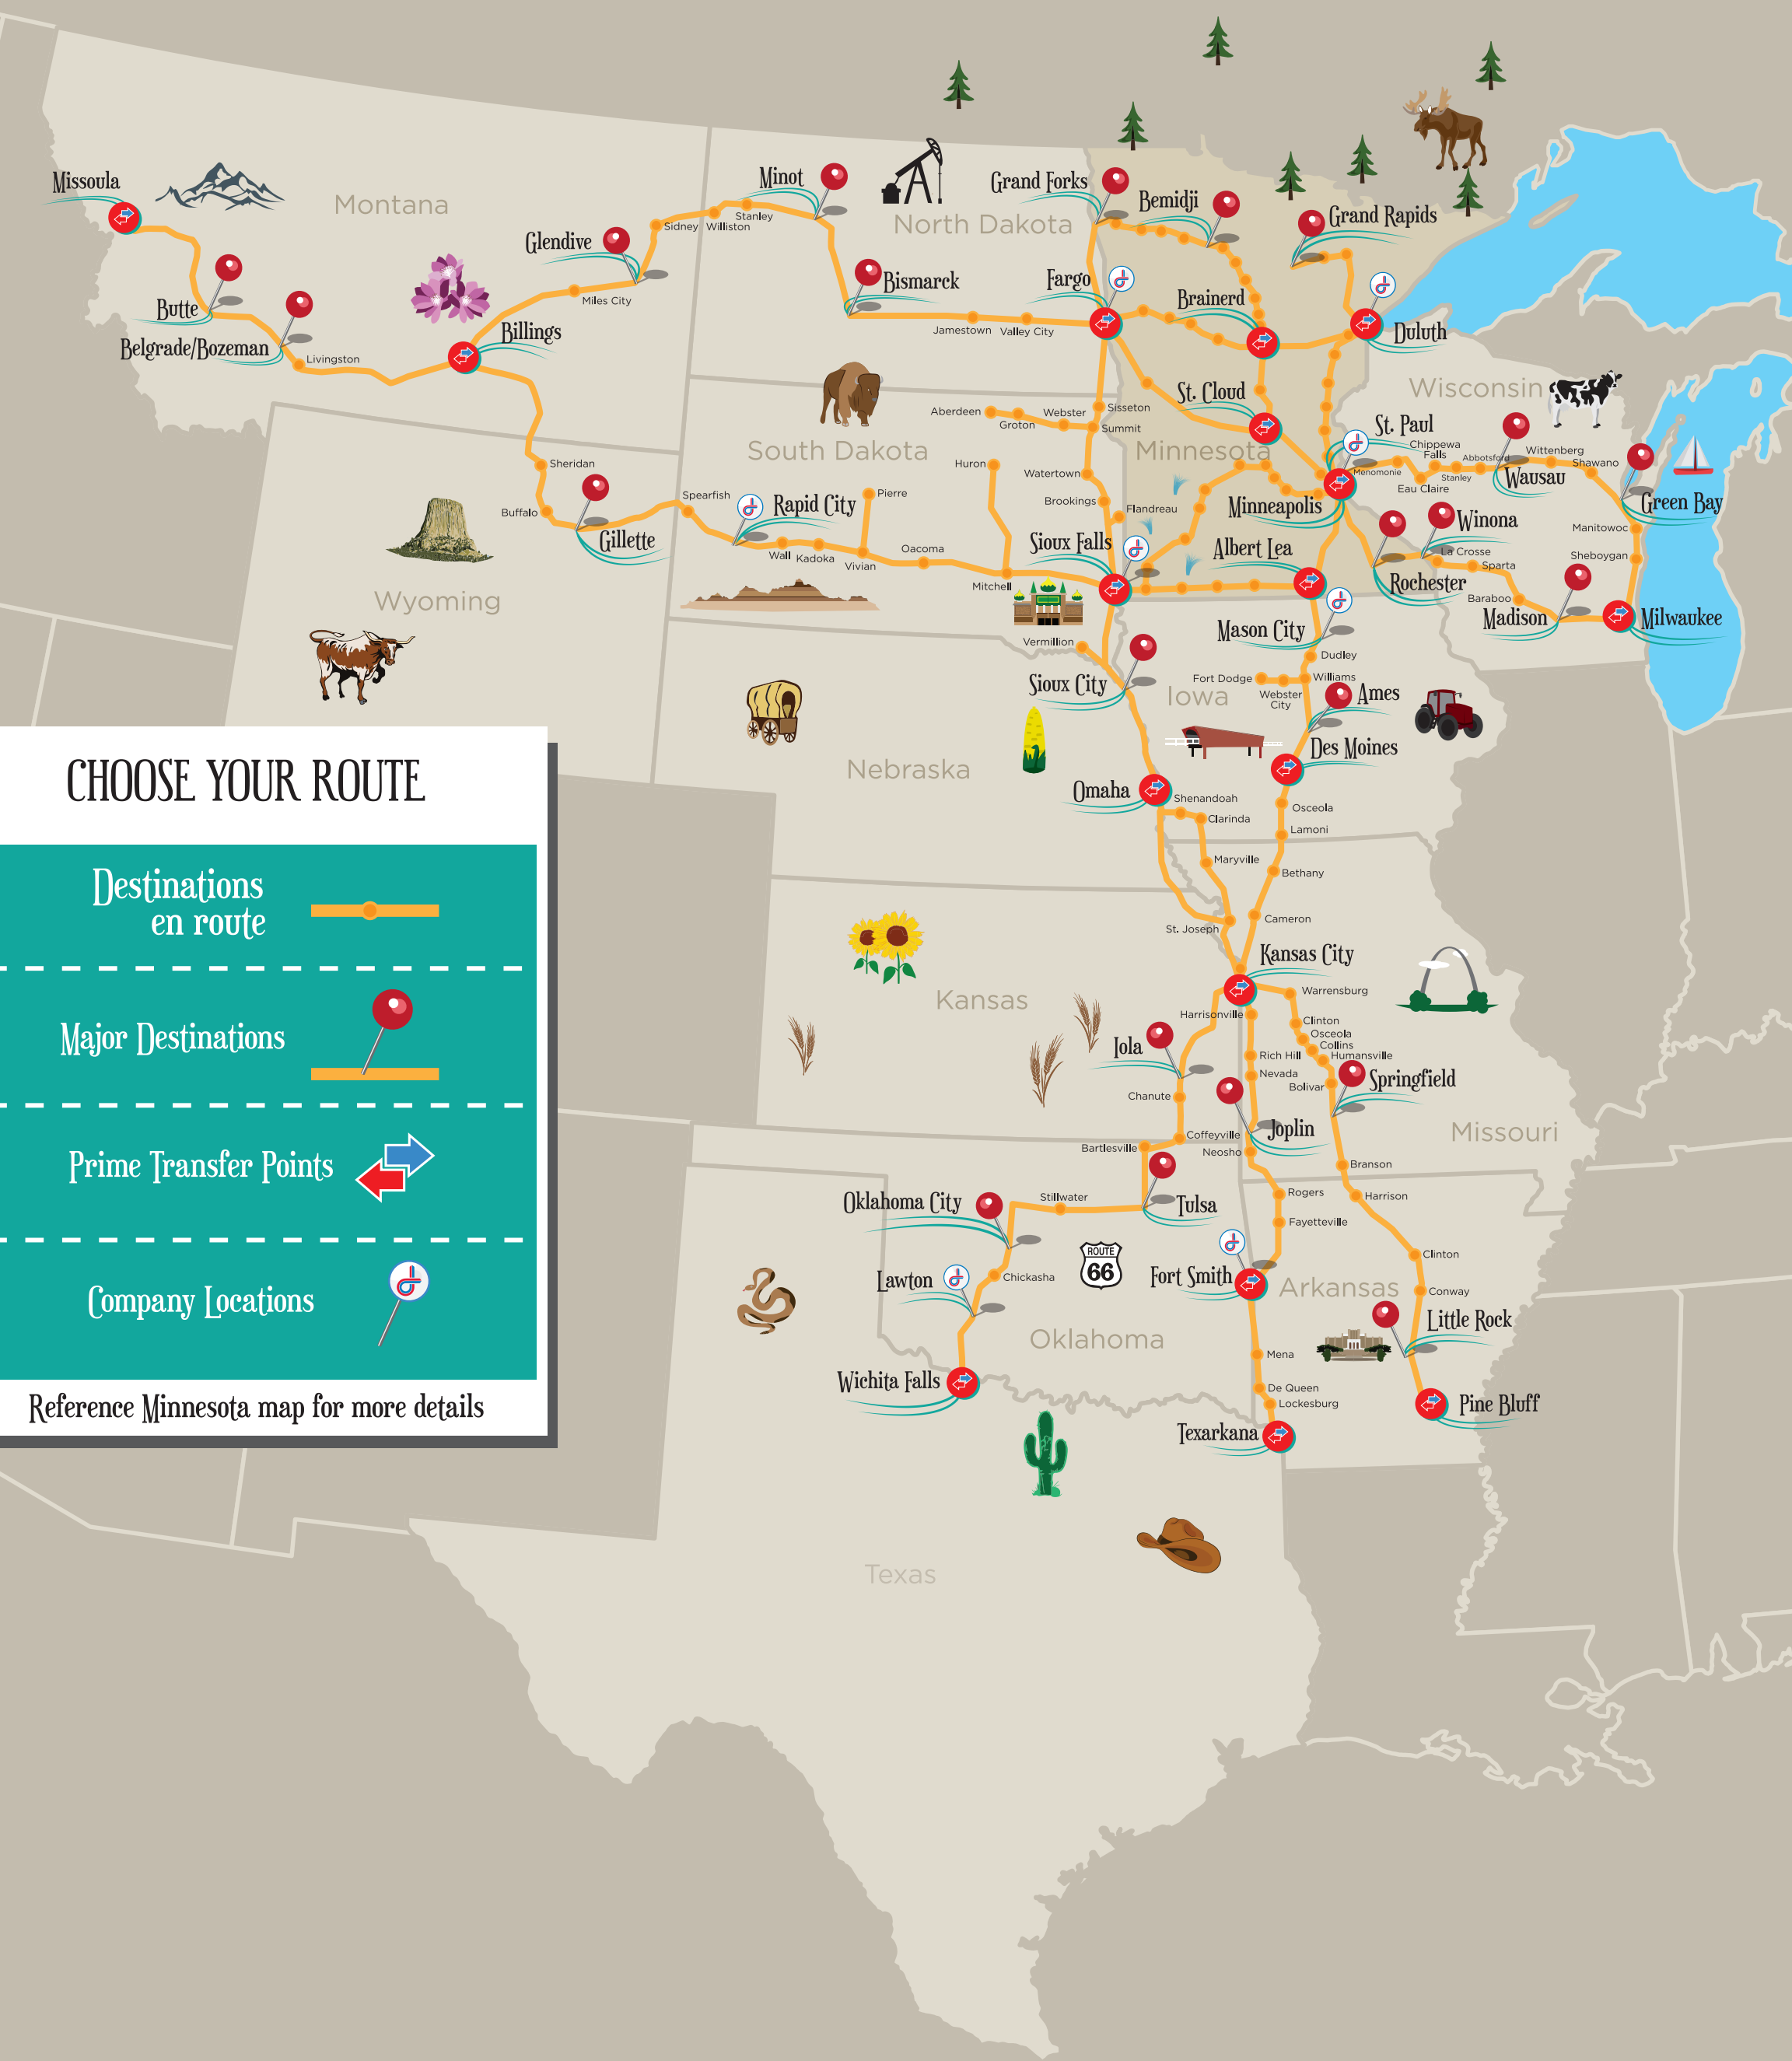 Missoula
Montana
Minot
Stanley
Sidney
Williston
North Dakota
Grand Forks
Bemidji
Grand Rapids
Glendive
Miles City
Butte
Belgrade/Bozeman
Livingston
Billings
Bismarck
Jamestown
Valley City
Fargo
Brainerd
Duluth
Wisconsin
Aberdeen
Groton
Webster
Sisseton
Summit
St. Cloud
St. Paul
Chippewa
Falls
Menomonie
Eau Claire
Stanley
Abbotsford
Wausau
Wittenberg
Shawano
Green Bay
Manitowoc
Sheboygan
South Dakota
Minnesota
Sheridan
Buffalo
Gillette
Spearfish
Rapid City
Pierre
Huron
Watertown
Brookings
Flandreau
Minneapolis
Winona
La Crosse
Sparta
Rochester
Baraboo
Madison
Milwaukee
Wall
Kadoka
Vivian
Oacoma
Mitchell
Sioux Falls
Albert Lea
Wyoming
Vermillion
Sioux City
Mason City
Dudley
Fort Dodge
Webster
City
Williams
Iowa
Ames
Des Moines
Nebraska
Omaha
Shenandoah
Clarinda
Osceola
Lamoni
Maryville
Bethany
St. Joseph
Cameron
Kansas City
Kansas
Warrensburg
Harrisonville
Clinton
Osceola
Collins
Humansville
Rich Hill
Nevada
Bolivar
Springfield
Iola
Chanute
Joplin
Missouri
Coffeyville
Bartlesville
Neosho
Branson
Harrison
Rogers
Fayetteville
Oklahoma City
Stillwater
Tulsa
ROUTE
66
Clinton
Conway
Chickasha
Lawton
Fort Smith
Arkansas
Little Rock
Oklahoma
Mena
Wichita Falls
De Queen
Lockesburg
Pine Bluff
Texarkana
Texas
CHOOSE YOUR ROUTE
Destinations
en route
Major Destinations
Prime Transfer Points
Company Locations
Reference Minnesota map for more details